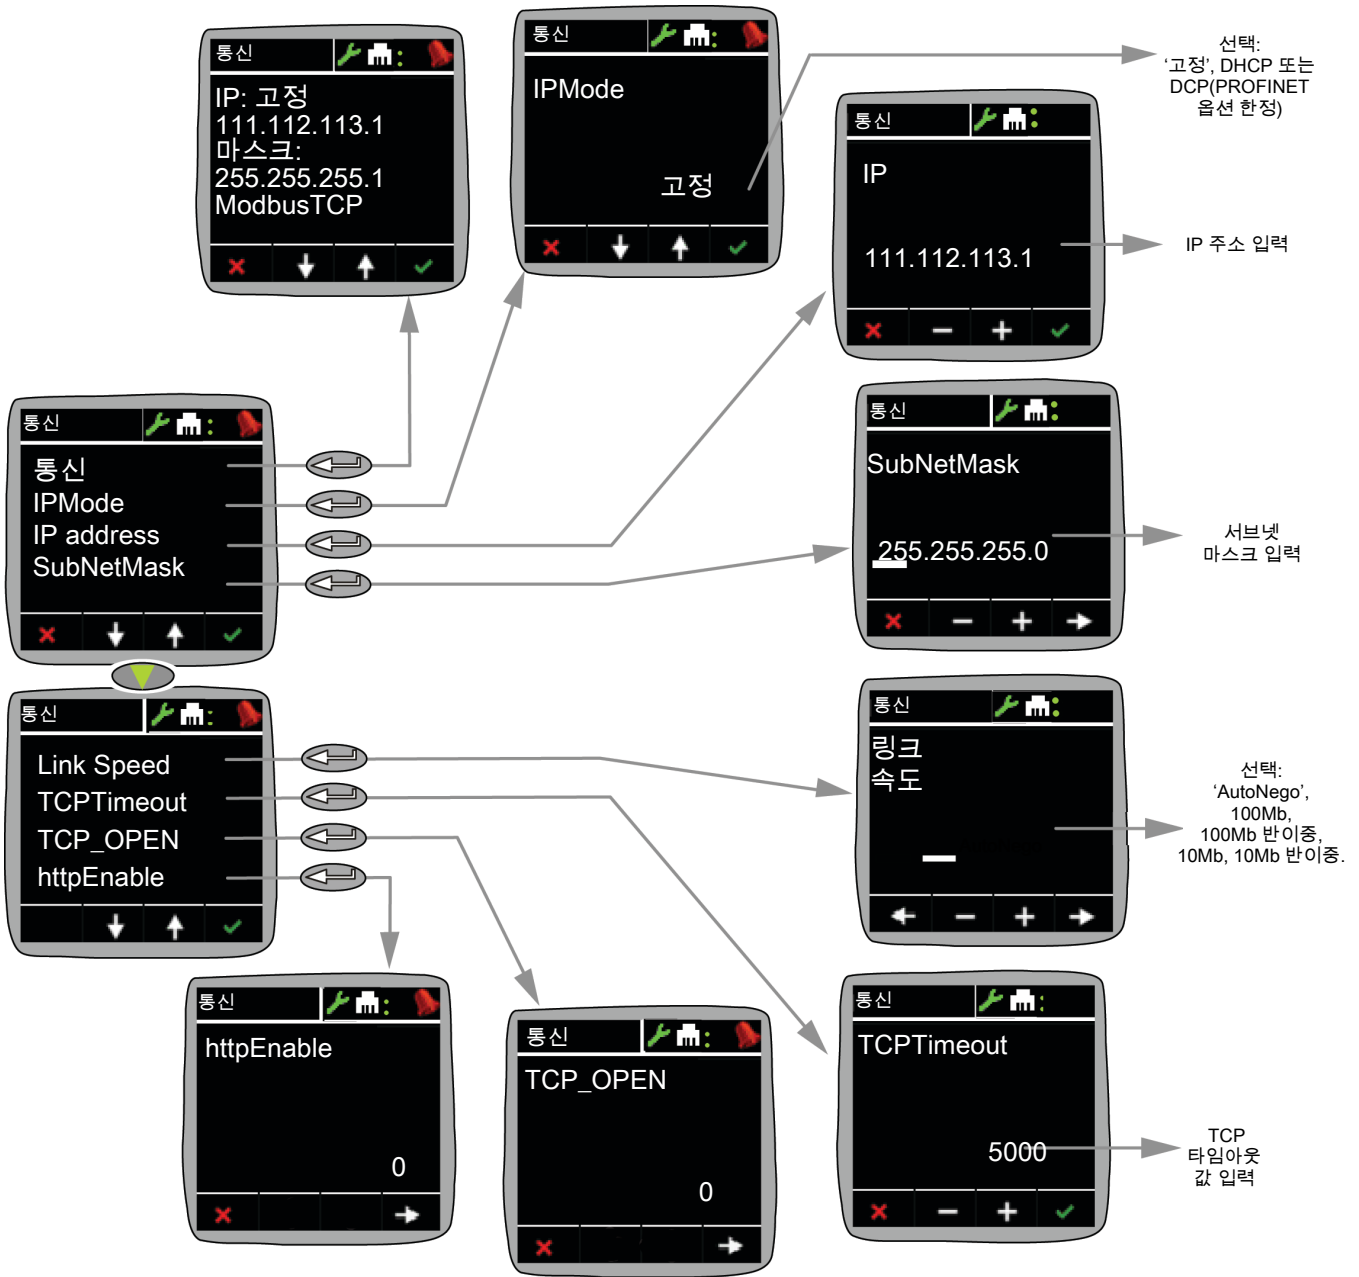 통신
IP: 고정
111.112.113.1
마스크:
255.255.255.1
ModbusTCP
통신
IPMode
고정
선택:
‘고정’, DHCP 또는
DCP(PROFINET
옵션 한정)
통신
IP
111.112.113.1
IP 주소 입력
통신
통신
IPMode
IP address
SubNetMask
통신
SubNetMask
255.255.255.0
서브넷
마스크 입력
통신
Link Speed
TCPTimeout
TCP_OPEN
httpEnable
통신
링크
속도
선택:
‘AutoNego’,
100Mb,
100Mb 반이중,
10Mb, 10Mb 반이중.
통신
httpEnable
0
통신
TCP_OPEN
0
통신
TCPTimeout
5000
TCP
타임아웃
값 입력